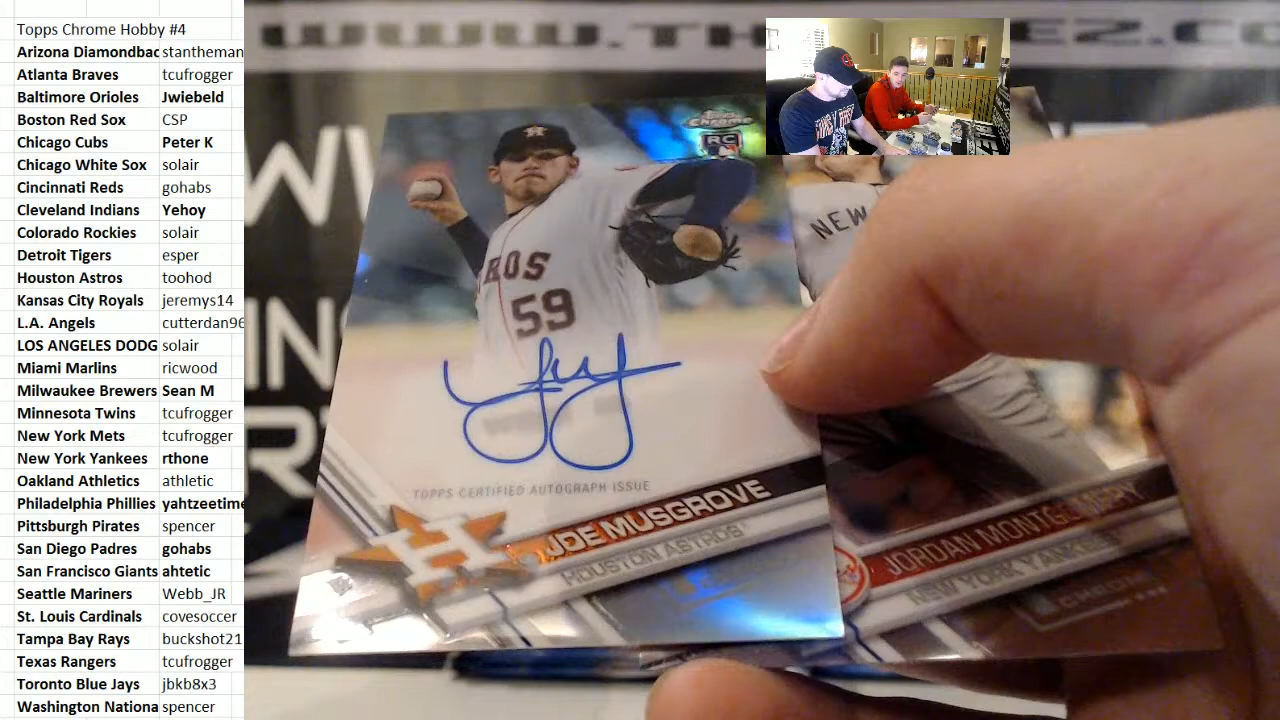 Topps Chrome Hobby #4
Arizona Diamondbac stantheman
Atlanta Braves tcufrogger
Baltimore Orioles Jwiebeld
Boston Red Sox CSP
Chicago Cubs Peter K
Chicago White Sox solair
Cincinnati Reds gohabs
Cleveland Indians Yehoy
Colorado Rockies solair
Detroit Tigers esper
Houston Astros toohod
Kansas City Royals jeremys14
L.A. Angels cutterdan96
LOS ANGELES DODG solair
Miami Marlins ricwood
Milwaukee Brewers Sean M
Minnesota Twins tcufrogger
New York Mets tcufrogger
New York Yankees rthone
Oakland Athletics athletic
Philadelphia Phillies yahtzeetime
Pittsburgh Pirates spencer
San Diego Padres gohabs
San Francisco Giants ahtetic
Seattle Mariners Webb_JR
St. Louis Cardinals covesoccer
Tampa Bay Rays buckshot21
Texas Rangers tcufrogger
Toronto Blue Jays jbkb8x3
Washington Nationa spencer
WWW.TH
Chrome
RC
ROS
59
TOPPS CERTIFIED AUTOGRAPH ISSUE
JOE MUSGROVE
HOUSTON ASTROS
H
NEW
JORDAN MONTGOMERY
NEW YORK YANKEES
CHROME